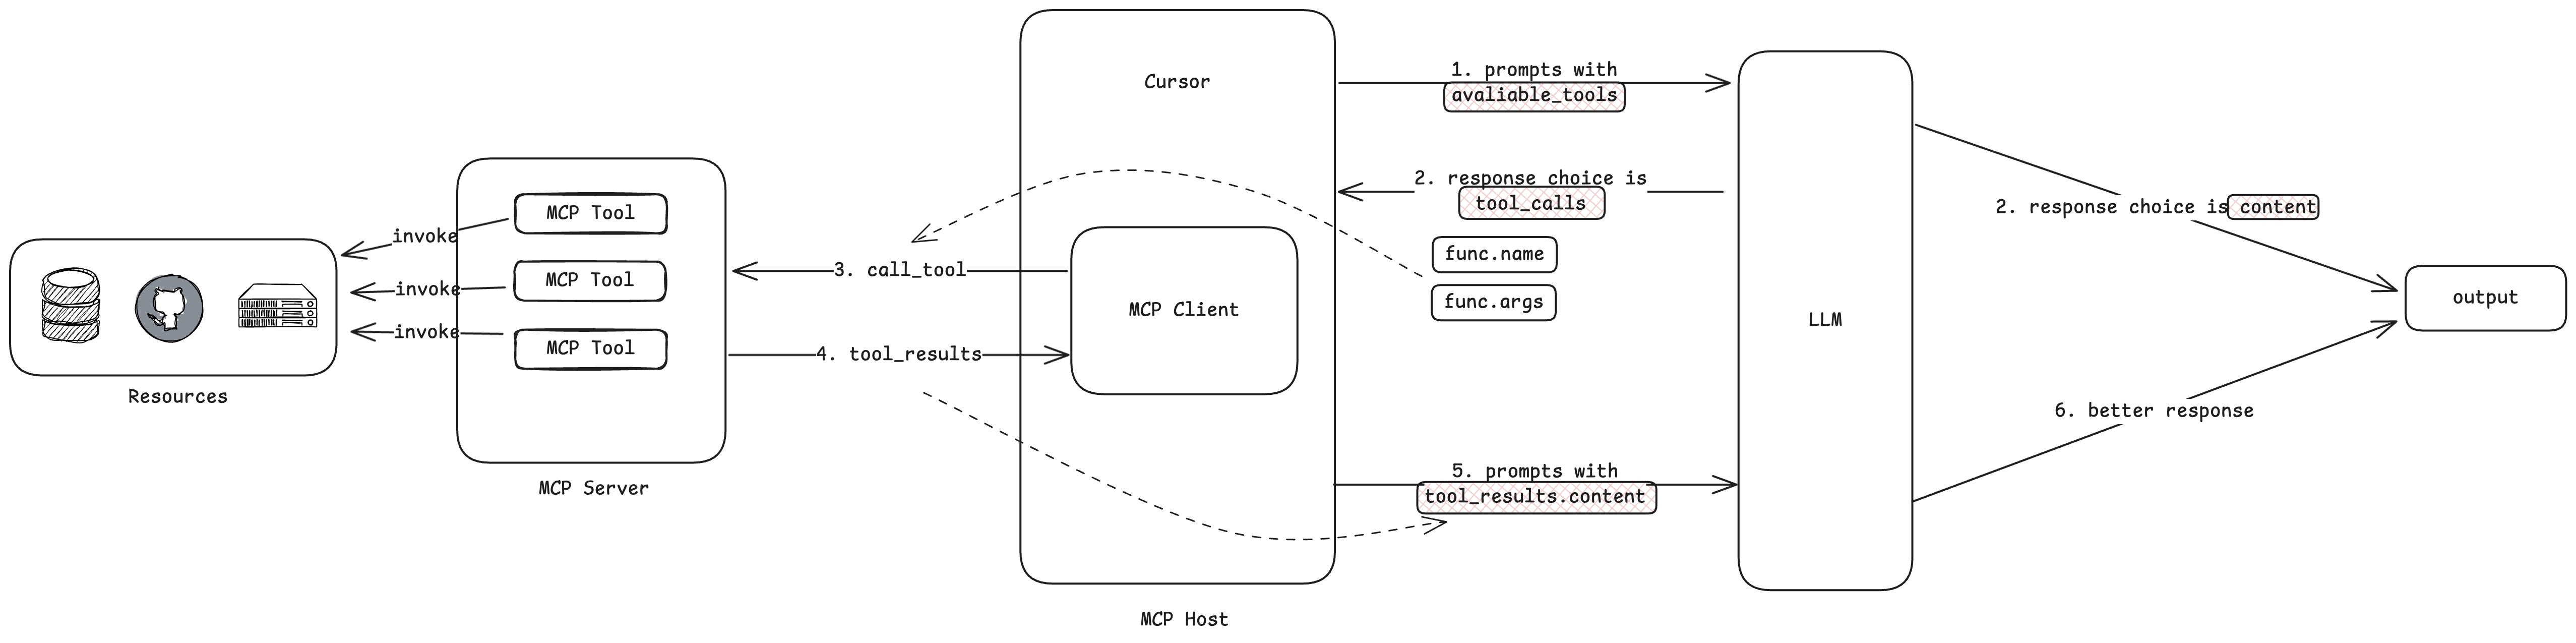 Cursor
1. prompts with
avaliable_tools
2. response choice is
tool_calls
2. response choice is content
MCP Tool
invoke
func.name
3. call_tool
MCP Tool
invoke
func.args
output
MCP Client
LLM
MCP Tool
invoke
4. tool_results
Resources
6. better response
5. prompts with
tool_results.content
MCP Server
MCP Host